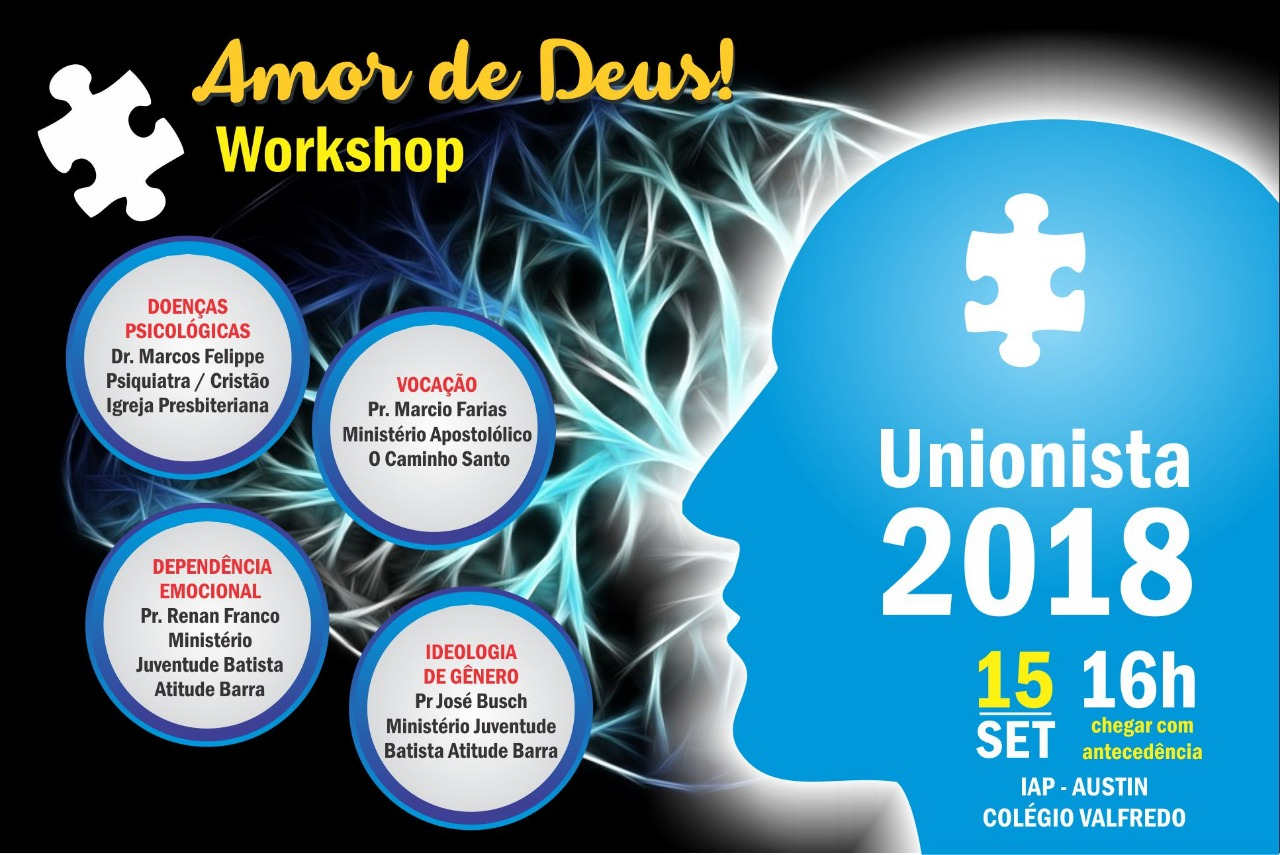 Amor de Deus!
Workshop
DOENÇAS
PSICOLÓGICAS
Dr. Marcos Felippe
Psiquiatra / Cristão
Igreja Presbiteriana
VOCAÇÃO
Pr. Marcio Farias
Ministério Apostolólico
O Caminho Santo
DEPENDÊNCIA
EMOCIONAL
Pr. Renan Franco
Ministério
Juventude Batista
Atitude Barra
IDEOLOGIA
DE GÊNERO
Pr José Busch
Ministério Juventude
Batista Atitude Barra
Unionista
2018
15
SET
16h
chegar com
antecedência
IAP - AUSTIN
COLÉGIO VALFREDO